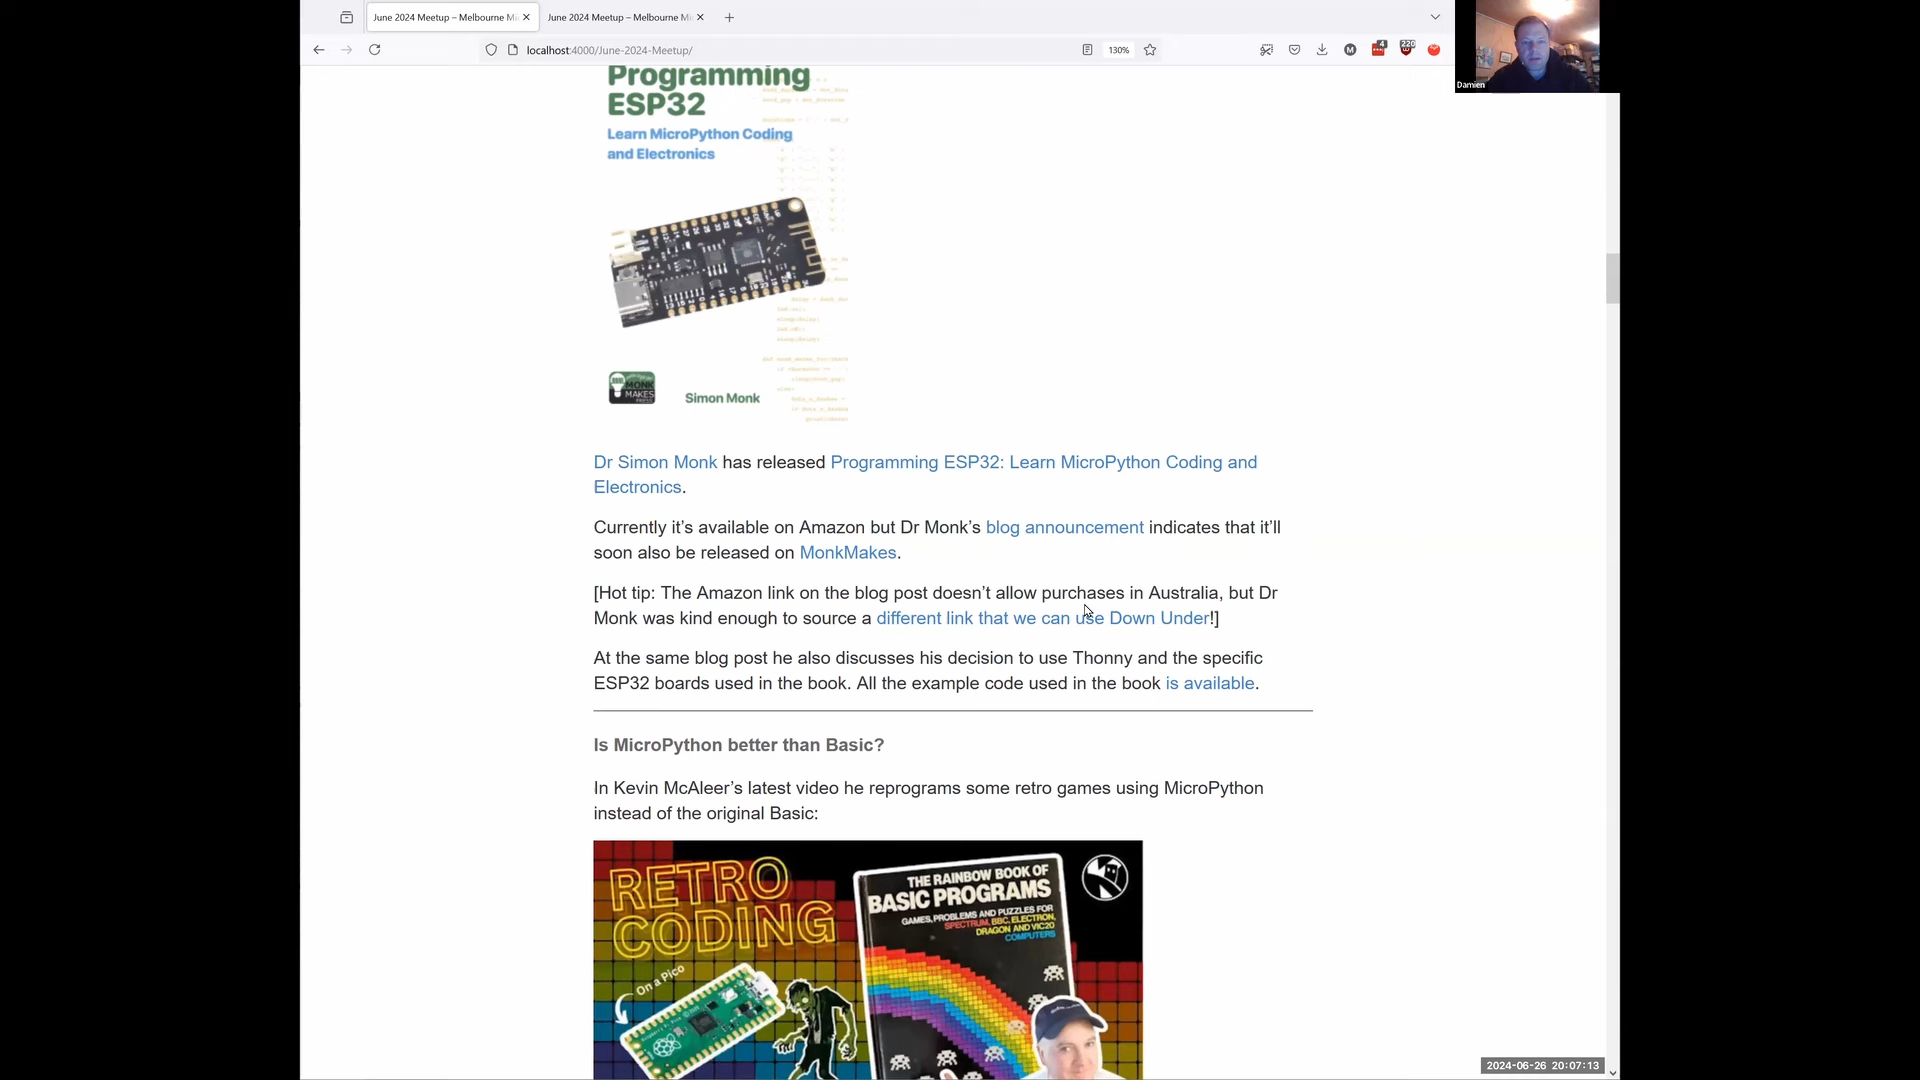 June 2024 Meetup – Melbourne Mi
June 2024 Meetup – Melbourne Mi
localhost:4000/June-2024-Meetup/
130%
M
4
220
Damien
Programming
ESP32
Learn MicroPython Coding
and Electronics
MONK
MAKES
Simon Monk
Dr Simon Monk has released Programming ESP32: Learn MicroPython Coding and
Electronics.
Currently it’s available on Amazon but Dr Monk’s blog announcement indicates that it’ll
soon also be released on MonkMakes.
[Hot tip: The Amazon link on the blog post doesn’t allow purchases in Australia, but Dr
Monk was kind enough to source a different link that we can use Down Under!]
At the same blog post he also discusses his decision to use Thonny and the specific
ESP32 boards used in the book. All the example code used in the book is available.
Is MicroPython better than Basic?
In Kevin McAleer’s latest video he reprograms some retro games using MicroPython
instead of the original Basic:
RETRO
CODING
On a Pico
THE RAINBOW BOOK OF
BASIC PROGRAMS
GAMES, PROBLEMS AND PUZZLES FOR
SPECTRUM, BBC, ELECTRON,
DRAGON AND VIC20
COMPUTERS
2024-06-26 20:07:13